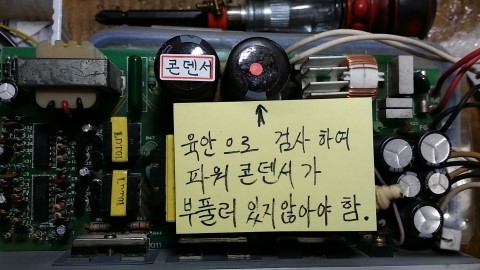 콘덴서
육안으로 검사하여
파워 콘덴서가
부풀러 있지않아야 함.